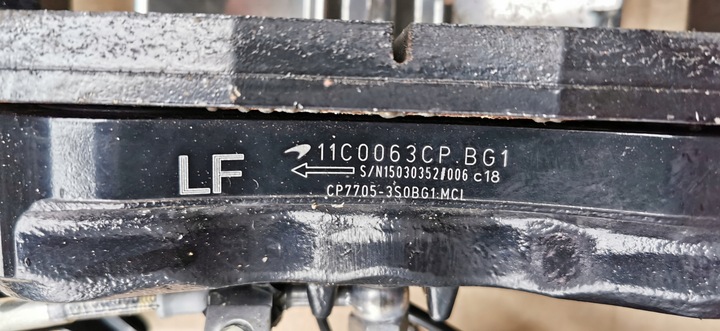 LF
11C0063CP.BG1
S/N15030352#006 c18
CP7705-3S0BG1.MCL